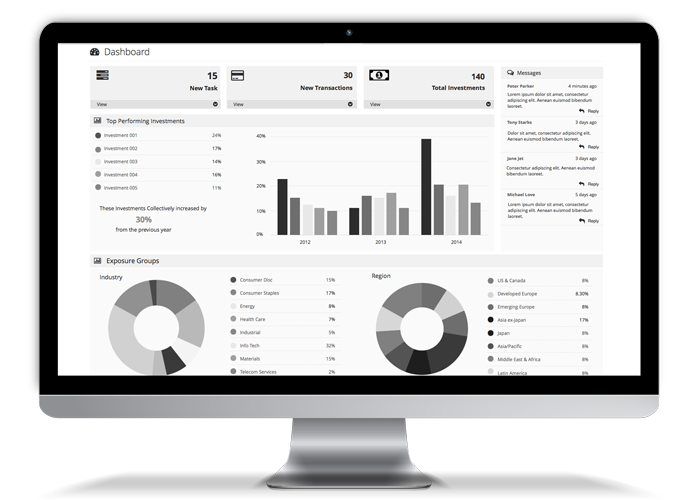 Dashboard
15
New Task
View
30
New Transactions
View
140
Total Investments
View
Messages
Peter Parker 4 minutes ago
Lorem ipsum dolor sit amet, consectetur
adipiscing elit. Aenean euismod bibendum
laoreet.
Reply
Tony Starks 3 days ago
Dolor sit amet, consectetur adipiscing
elit. Aenean euismod bibendum laoreet.
Reply
Jane Jet 3 days ago
Consectetur adipiscing elit. Aenean euismod
bibendum laoreet.
Reply
Michael Love 5 days ago
Lorem ipsum dolor sit amet, consectetur
adipiscing elit. Aenean euismod bibendum
laoreet.
Reply
Top Performing Investments
Investment 001 24%
Investment 002 17%
Investment 003 14%
Investment 004 16%
Investment 005 11%
These Investments Collectively increased by
30%
from the previous year
40%
30%
20%
10%
0%
2012 2013 2014
Exposure Groups
Industry
Consumer Disc 15%
Consumer Staples 17%
Energy 8%
Health Care 7%
Industrial 5%
Info Tech 32%
Materials 15%
Telecom Services 2%
Region
US & Canada 8%
Developed Europe 8.30%
Emerging Europe 8%
Asia ex-Japan 17%
Japan 8%
Asia/Pacific 8%
Middle East & Africa 8%
Latin America 8%